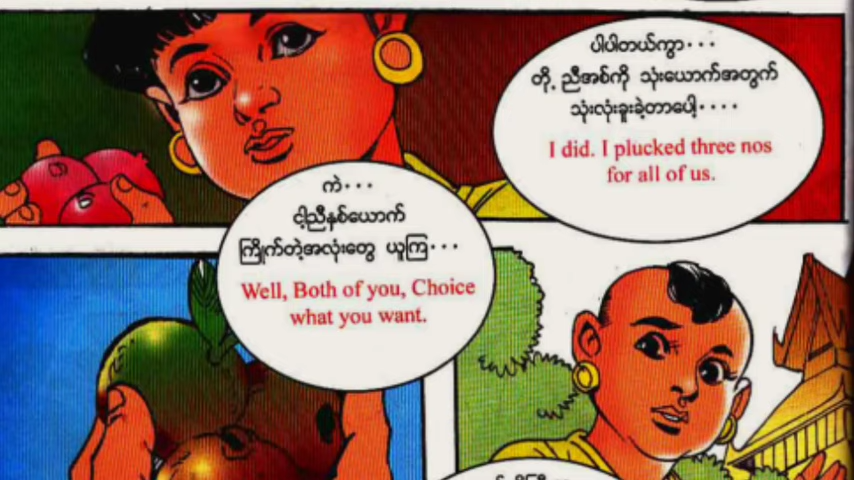 ပါပါတယ်ကွာ...
တို့ ညီအစ်ကို သုံးယောက်အတွက်
သုံးလုံးခူးခဲ့တာပေါ့....
I did. I plucked three nos
for all of us.
ကဲ...
ငါ့ညီနှစ်ယောက်
ကြိုက်တဲ့အလုံးတွေ ယူကြ...
Well, Both of you, Choice
what you want.